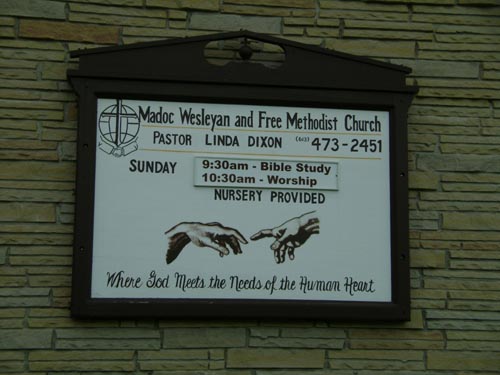 Madoc Wesleyan and Free Methodist Church
PASTOR LINDA DIXON (613) 473-2451
SUNDAY 9:30am - Bible Study
10:30am - Worship
NURSERY PROVIDED
Where God Meets the Needs of the Human Heart